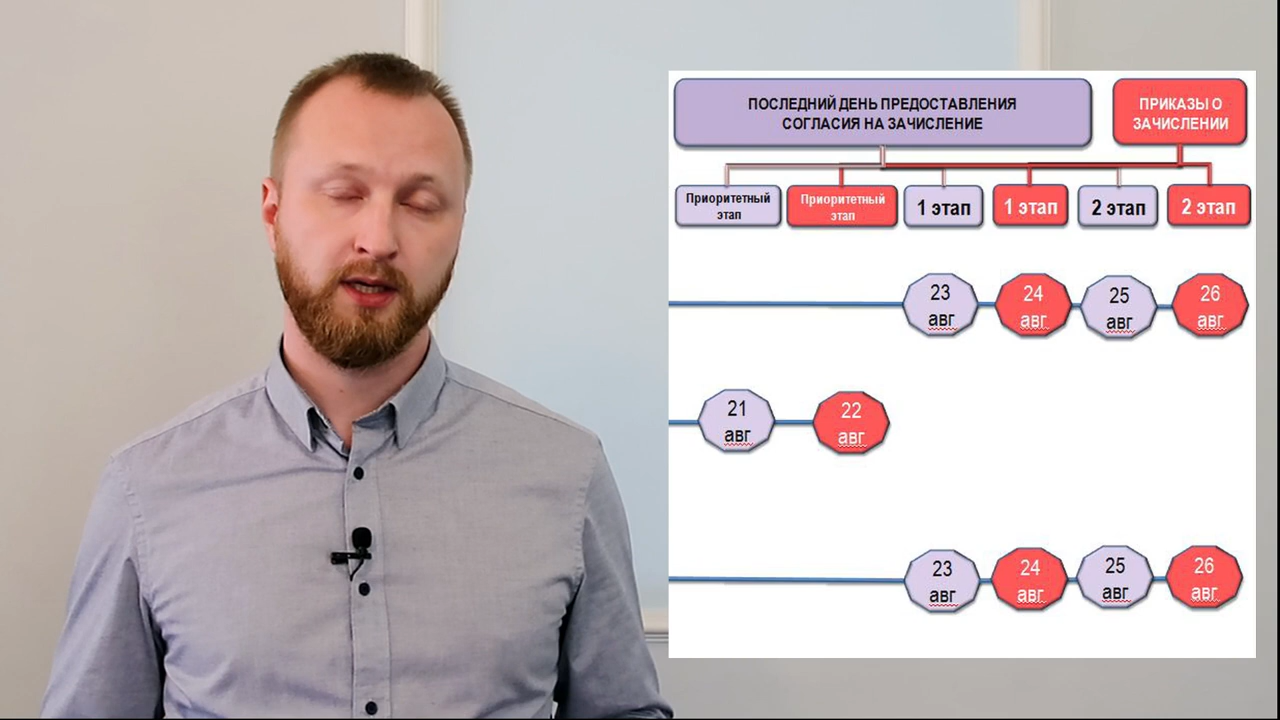 ПОСЛЕДНИЙ ДЕНЬ ПРЕДОСТАВЛЕНИЯ
СОГЛАСИЯ НА ЗАЧИСЛЕНИЕ
ПРИКАЗЫ О
ЗАЧИСЛЕНИИ
Приоритетный
этап
Приоритетный
этап
1 этап
1 этап
2 этап
2 этап
23
авг
24
авг
25
авг
26
авг
21
авг
22
авг
23
авг
24
авг
25
авг
26
авг